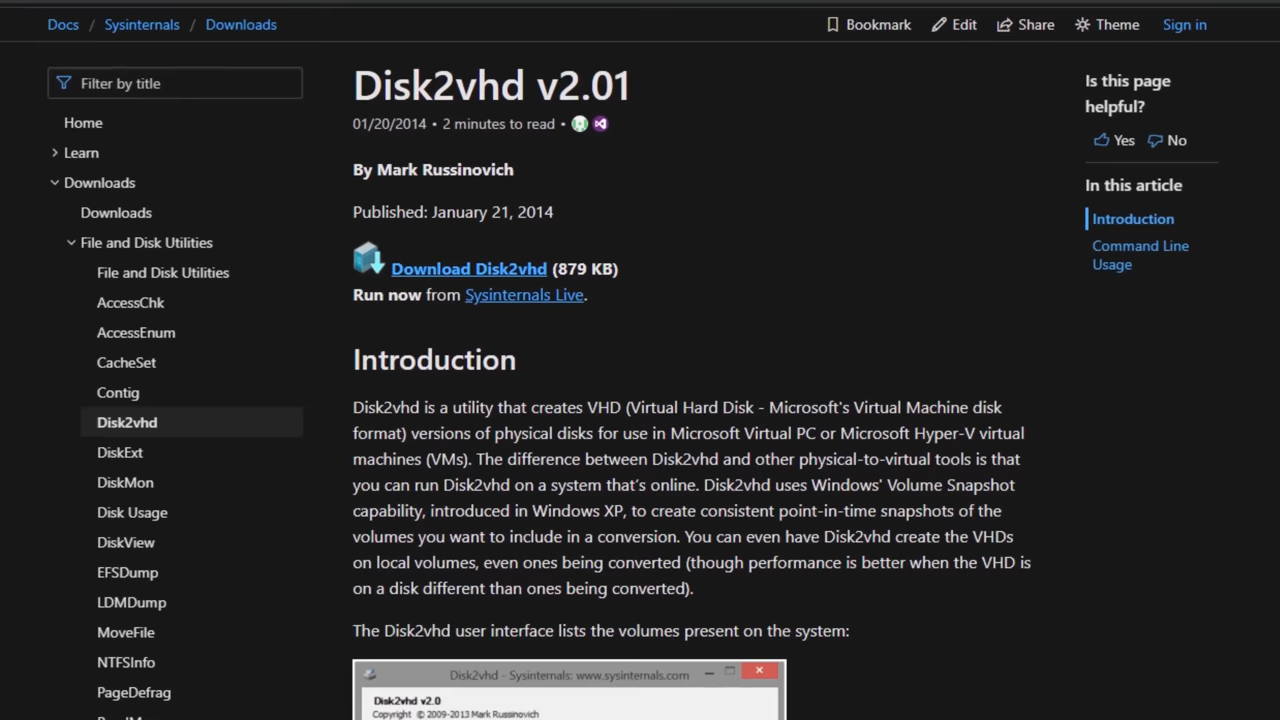 Docs / Sysinternals / Downloads
Bookmark Edit Share Theme Sign in
Filter by title
Home
Learn
Downloads
Downloads
File and Disk Utilities
File and Disk Utilities
AccessChk
AccessEnum
CacheSet
Contig
Disk2vhd
DiskExt
DiskMon
Disk Usage
DiskView
EFSDump
LDMDump
MoveFile
NTFSInfo
PageDefrag
Disk2vhd v2.01
01/20/2014 • 2 minutes to read •
By Mark Russinovich
Published: January 21, 2014
Download Disk2vhd (879 KB)
Run now from Sysinternals Live.
Introduction
Disk2vhd is a utility that creates VHD (Virtual Hard Disk - Microsoft's Virtual Machine disk
format) versions of physical disks for use in Microsoft Virtual PC or Microsoft Hyper-V virtual
machines (VMs). The difference between Disk2vhd and other physical-to-virtual tools is that
you can run Disk2vhd on a system that's online. Disk2vhd uses Windows' Volume Snapshot
capability, introduced in Windows XP, to create consistent point-in-time snapshots of the
volumes you want to include in a conversion. You can even have Disk2vhd create the VHDs
on local volumes, even ones being converted (though performance is better when the VHD is
on a disk different than ones being converted).
The Disk2vhd user interface lists the volumes present on the system:
Disk2vhd - Sysinternals: www.sysinternals.com
Disk2vhd v2.0
Copyright © 2009-2013 Mark Russinovich
Is this page
helpful?
Yes No
In this article
Introduction
Command Line
Usage